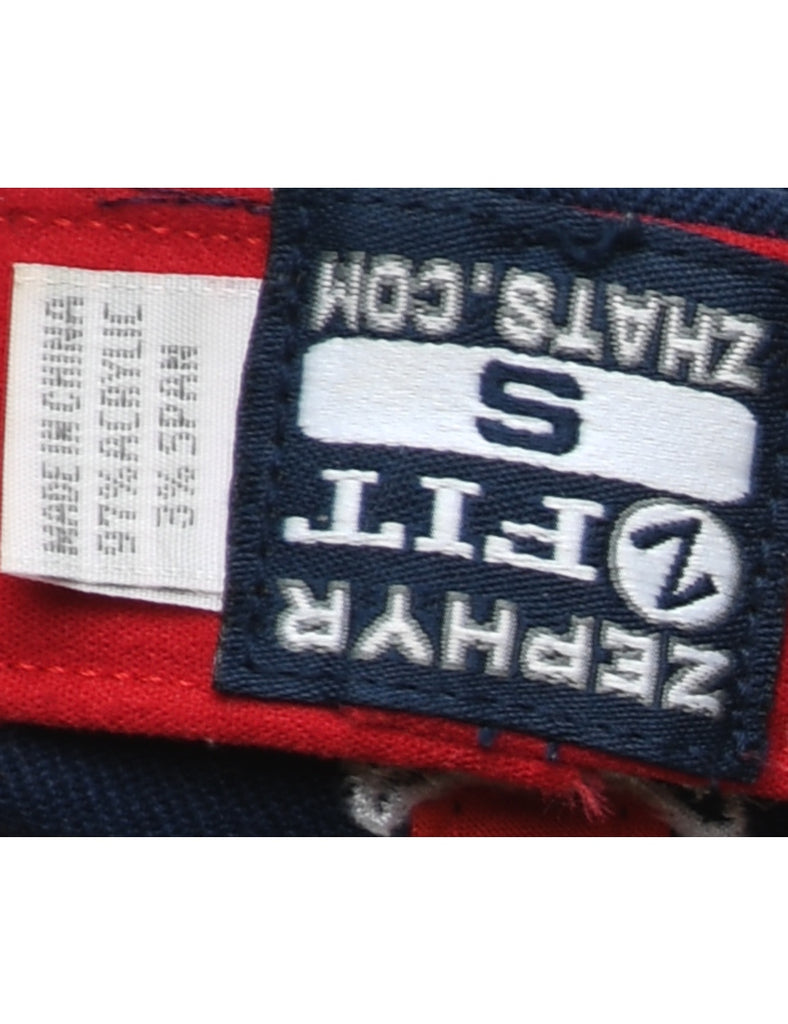 ZEPHYR
Z FIT
S
ZHATS.COM
MADE IN CHINA
97% ACRYLIC
3% SPAN